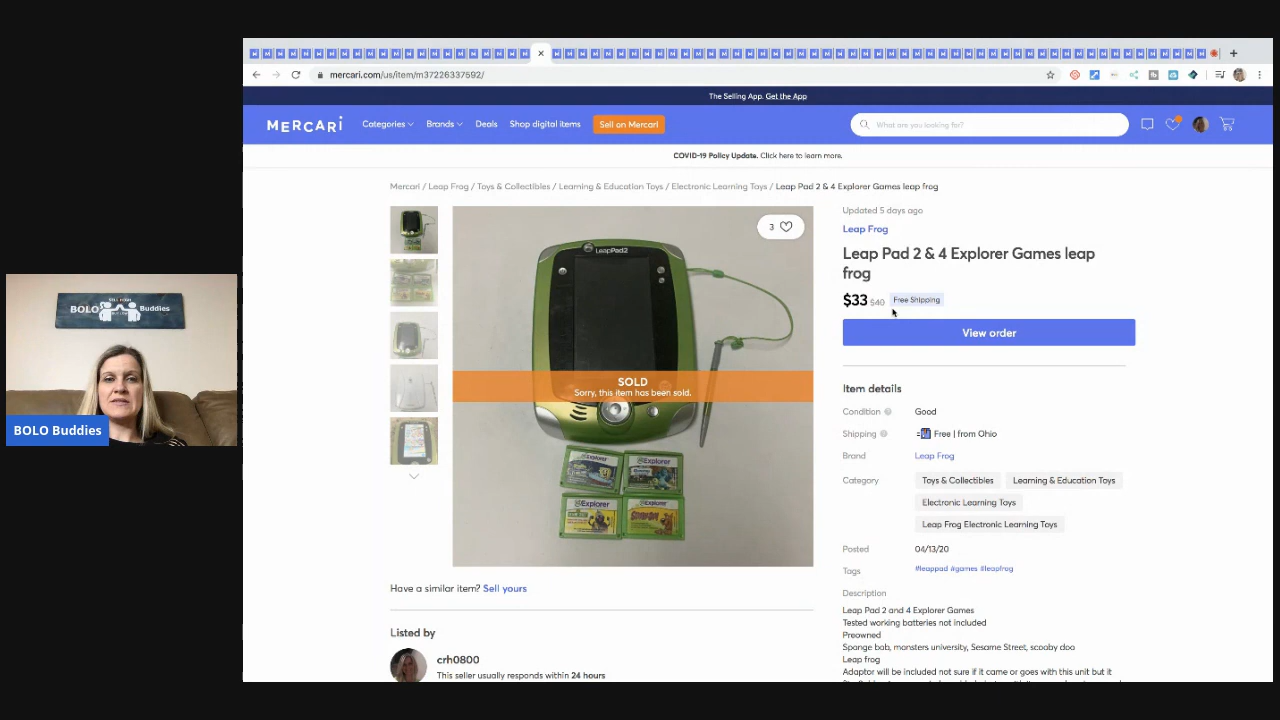 mercari.com/us/item/m37226337592/
The Selling App. Get the App
MERCARI
Categories
Brands
Deals
Shop digital items
Sell on Mercari
What are you looking for?
COVID-19 Policy Update. Click here to learn more.
Mercari / Leap Frog / Toys & Collectibles / Learning & Education Toys / Electronic Learning Toys / Leap Pad 2 & 4 Explorer Games leap frog
3
LeapPad2
SOLD
Sorry, this item has been sold.
Explorer
Explorer
Explorer
Explorer
Updated 5 days ago
Leap Frog
Leap Pad 2 & 4 Explorer Games leap
frog
$33 $40 Free Shipping
View order
Item details
Condition Good
Shipping Free | from Ohio
Brand Leap Frog
Category Toys & Collectibles Learning & Education Toys
Electronic Learning Toys
Leap Frog Electronic Learning Toys
Posted 04/13/20
Tags #leappad #games #leapfrog
Description
Leap Pad 2 and 4 Explorer Games
Tested working batteries not included
Preowned
Sponge bob, monsters university, Sesame Street, scooby doo
Leap frog
Adaptor will be included not sure if it came or goes with this unit but it
Have a similar item? Sell yours
Listed by
crh0800
This seller usually responds within 24 hours
BOLO Buddies
BOLO Buddies